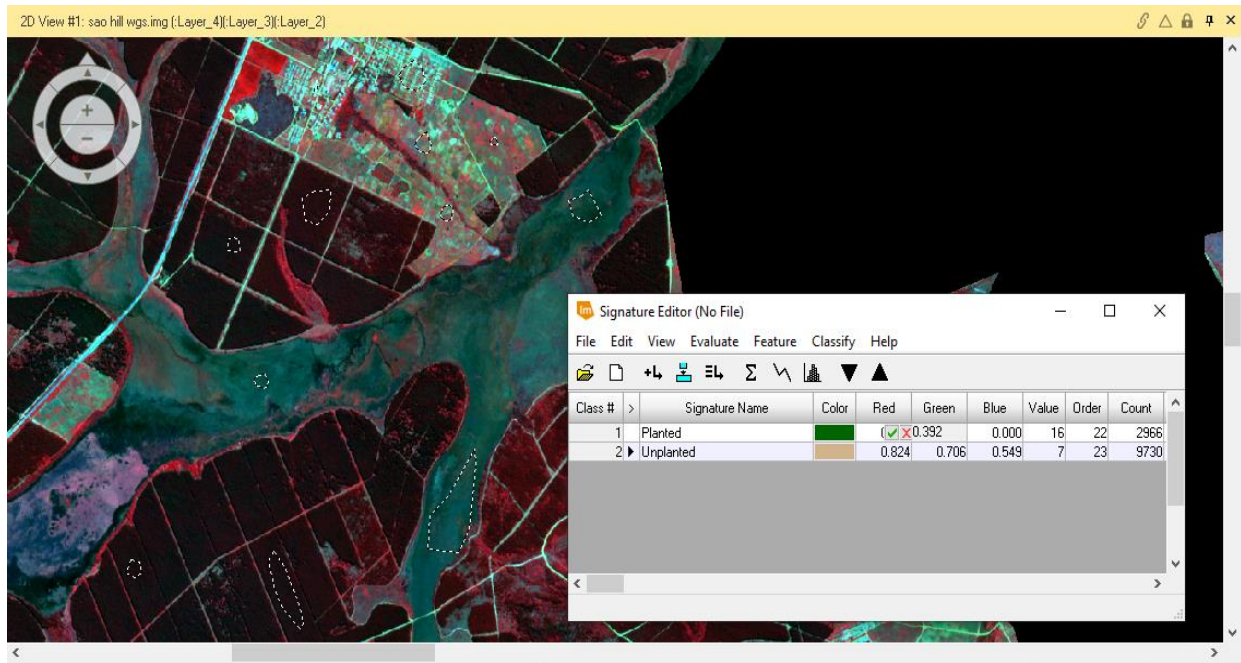 2D View #1: sao hill wgs.img (:Layer_4)(:Layer_3)(:Layer_2)
Signature Editor (No File)
File Edit View Evaluate Feature Classify Help
Class # > Signature Name Color Red Green Blue Value Order Count
1 Planted 0.392 0.000 16 22 2966
2 Unplanted 0.824 0.706 0.549 7 23 9730